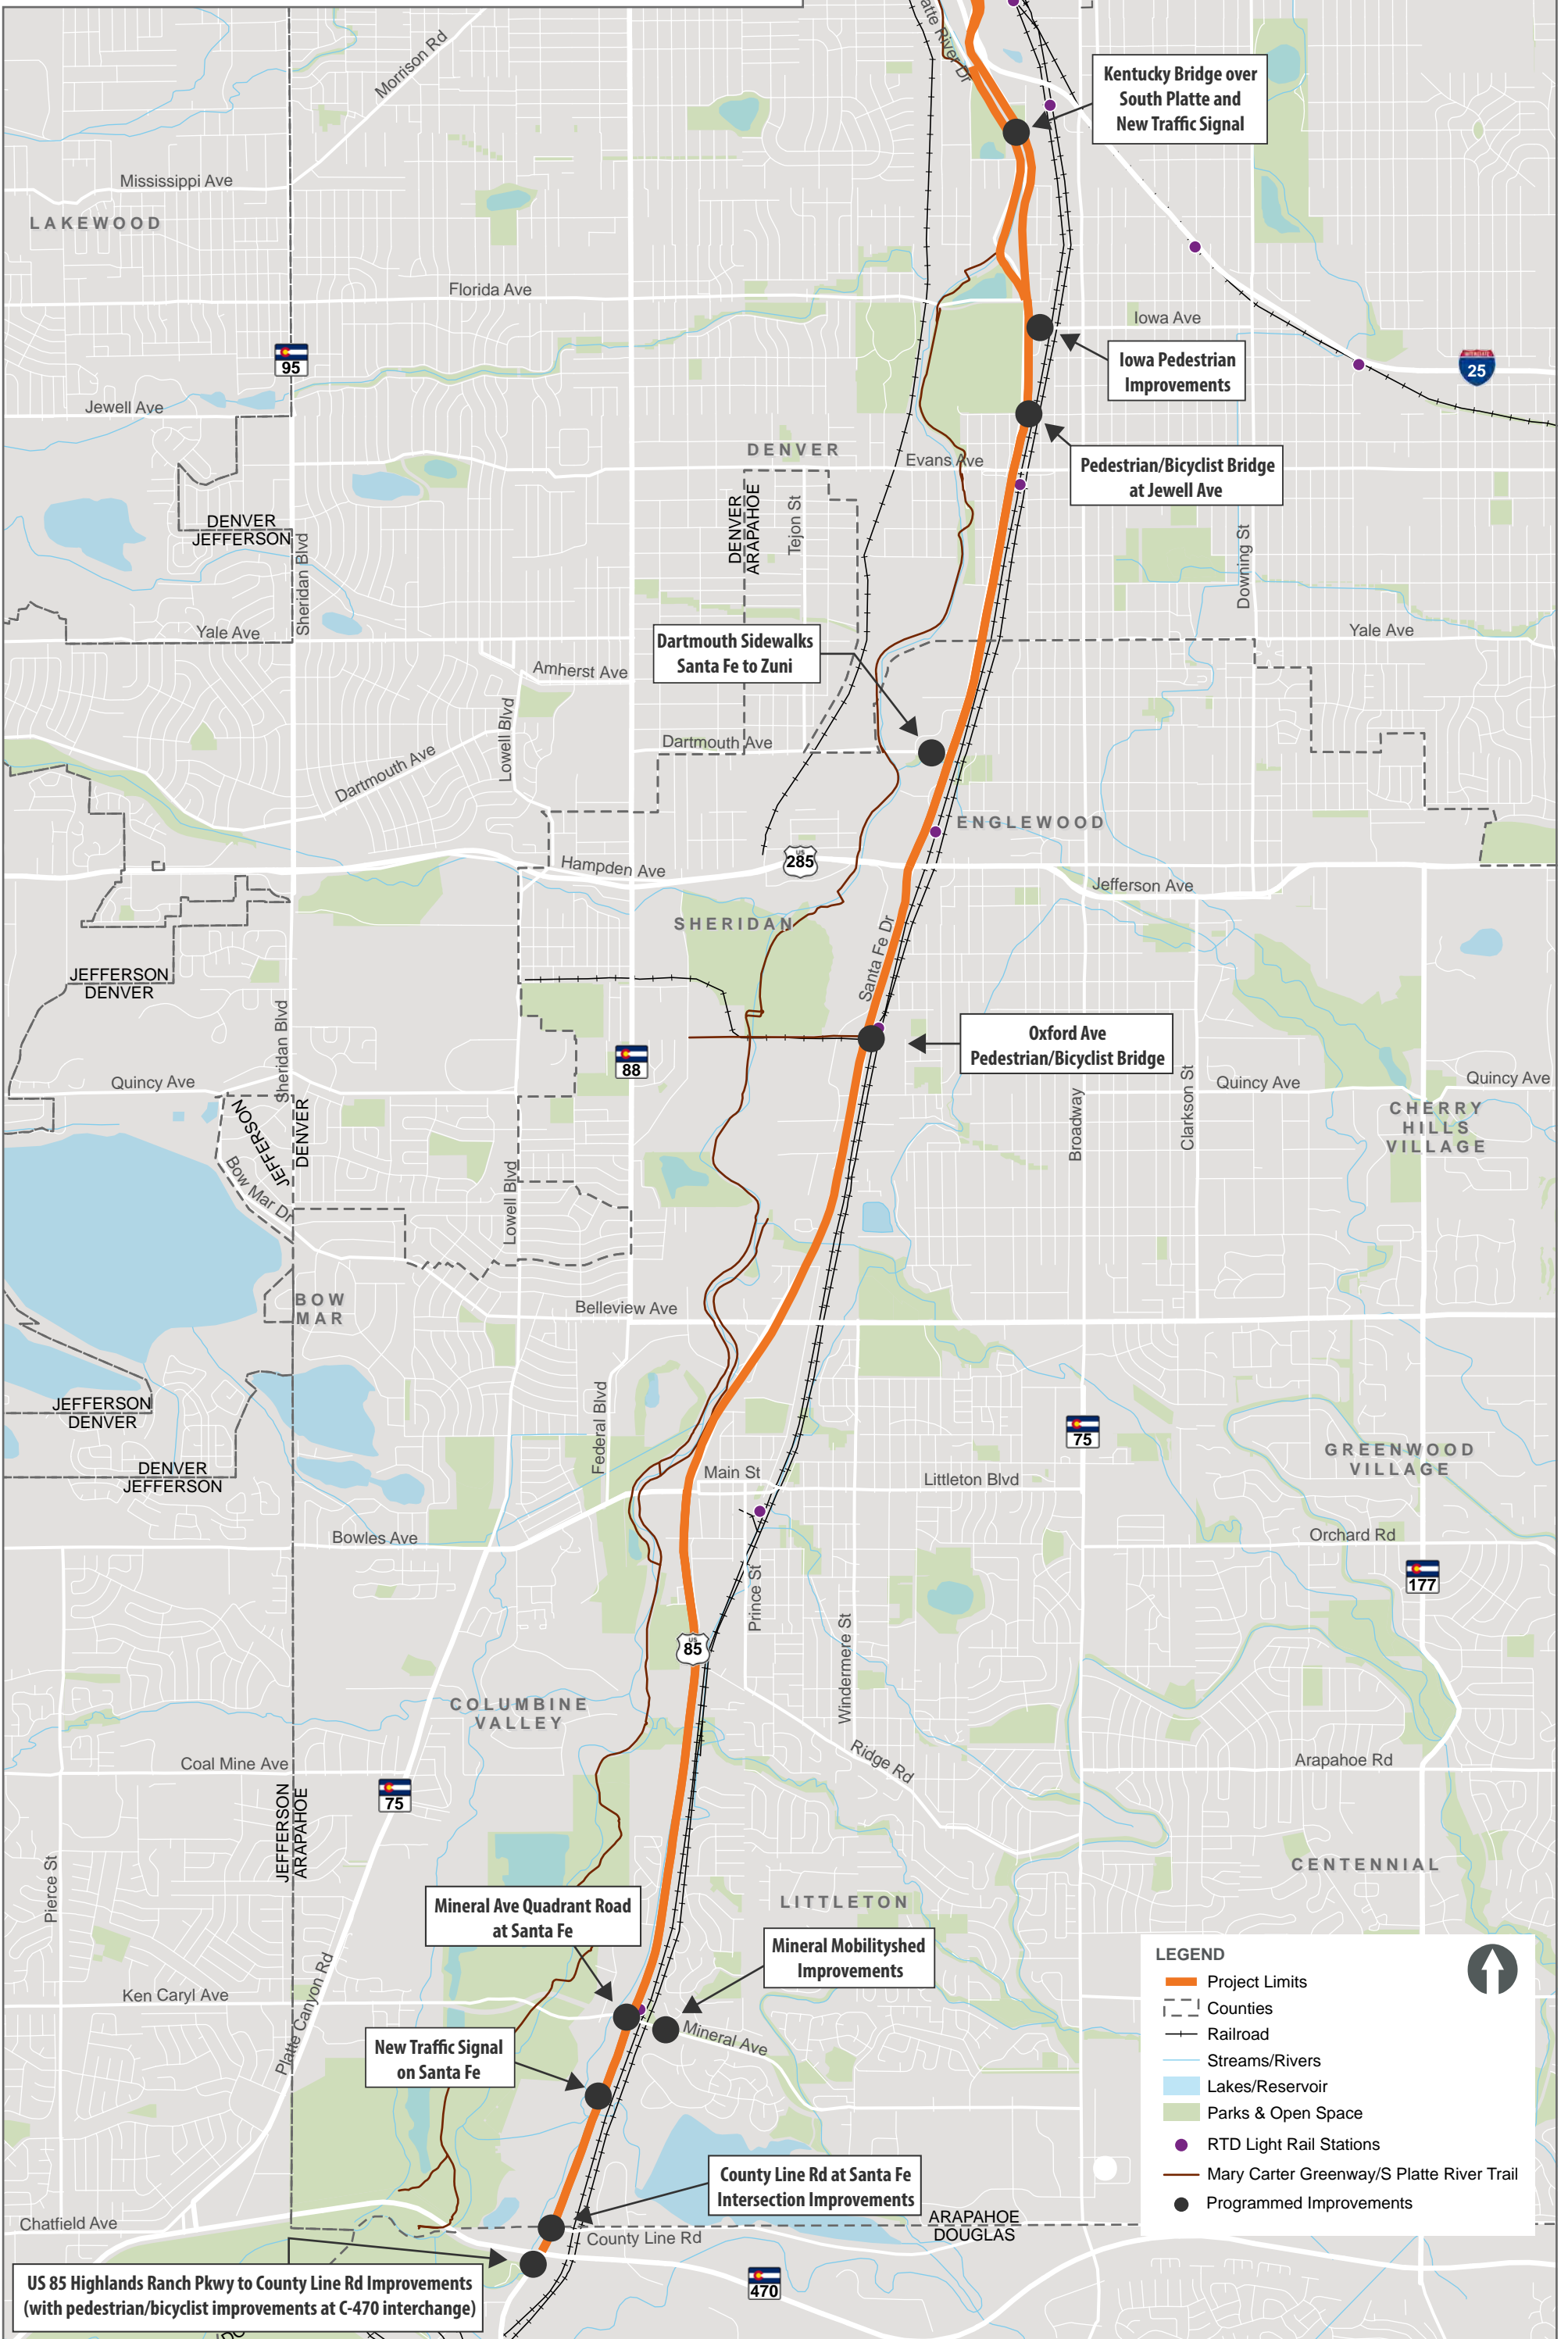 Morrison Rd
Platte River Dr
Kentucky Bridge over
South Platte and
New Traffic Signal
Mississippi Ave
LAKEWOOD
Florida Ave
Iowa Ave
Iowa Pedestrian
Improvements
95
INTERSTATE
25
Jewell Ave
DENVER
Evans Ave
Pedestrian/Bicyclist Bridge
at Jewell Ave
DENVER
JEFFERSON
Sheridan Blvd
DENVER
ARAPAHOE
Tejon St
Downing St
Yale Ave
Yale Ave
Dartmouth Sidewalks
Santa Fe to Zuni
Amherst Ave
Lowell Blvd
Dartmouth Ave
Dartmouth Ave
ENGLEWOOD
Hampden Ave
US
285
Jefferson Ave
SHERIDAN
Santa Fe Dr
JEFFERSON
DENVER
Sheridan Blvd
Oxford Ave
Pedestrian/Bicyclist Bridge
88
Quincy Ave
Quincy Ave
Quincy Ave
Broadway
Clarkson St
CHERRY
HILLS
VILLAGE
JEFFERSON
DENVER
Bow Mar Dr
Lowell Blvd
BOW
MAR
Belleview Ave
JEFFERSON
DENVER
Federal Blvd
75
GREENWOOD
VILLAGE
DENVER
JEFFERSON
Main St
Littleton Blvd
Bowles Ave
Orchard Rd
177
Prince St
Windermere St
US
85
COLUMBINE
VALLEY
Ridge Rd
Coal Mine Ave
Arapahoe Rd
JEFFERSON
ARAPAHOE
75
Pierce St
CENTENNIAL
Mineral Ave Quadrant Road
at Santa Fe
LITTLETON
Mineral Mobilityshed
Improvements
Ken Caryl Ave
Platte Canyon Rd
Mineral Ave
New Traffic Signal
on Santa Fe
County Line Rd at Santa Fe
Intersection Improvements
ARAPAHOE
DOUGLAS
Chatfield Ave
County Line Rd
US 85 Highlands Ranch Pkwy to County Line Rd Improvements
(with pedestrian/bicyclist improvements at C-470 interchange)
470
LEGEND
Project Limits
Counties
Railroad
Streams/Rivers
Lakes/Reservoir
Parks & Open Space
RTD Light Rail Stations
Mary Carter Greenway/S Platte River Trail
Programmed Improvements